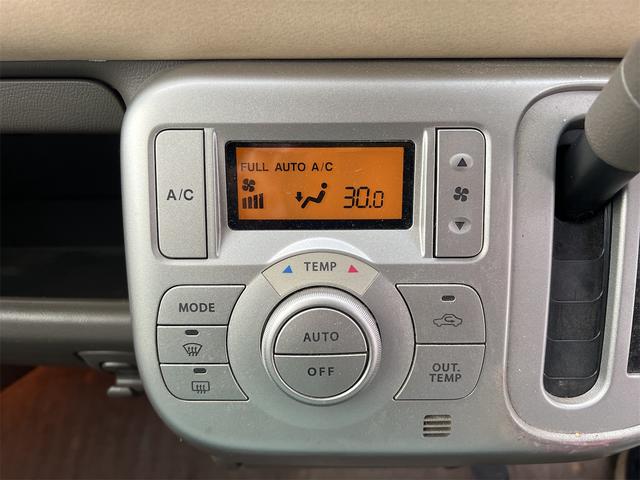 FULL AUTO A/C
30.0
A/C
TEMP
MODE
AUTO
OFF
OUT.
TEMP